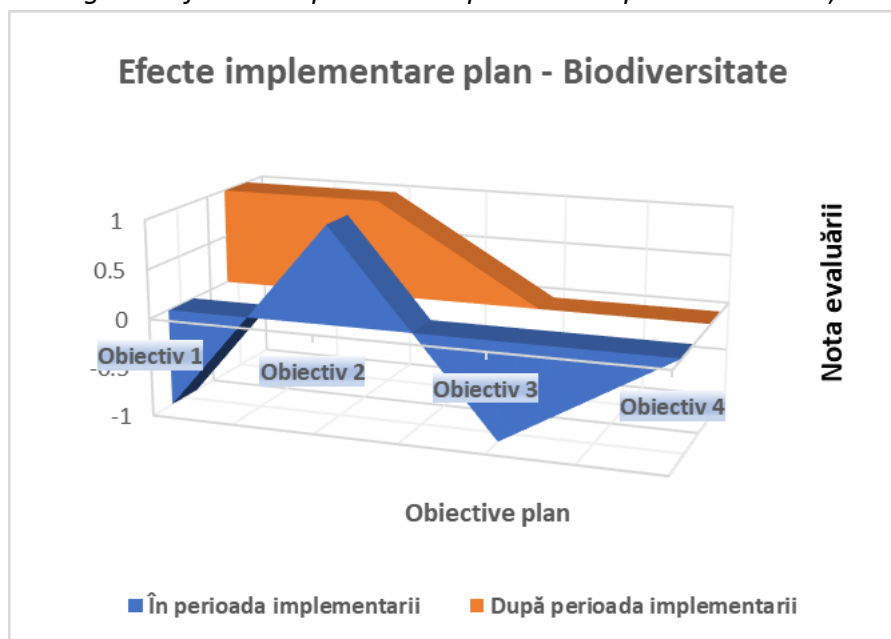 Efecte implementare plan - Biodiversitate
1
0.5
0
-0.5
-1
Obiectiv 1
Obiectiv 2
Obiectiv 3
Obiectiv 4
Nota evaluării
Obiective plan
În perioada implementarii
După perioada implementarii